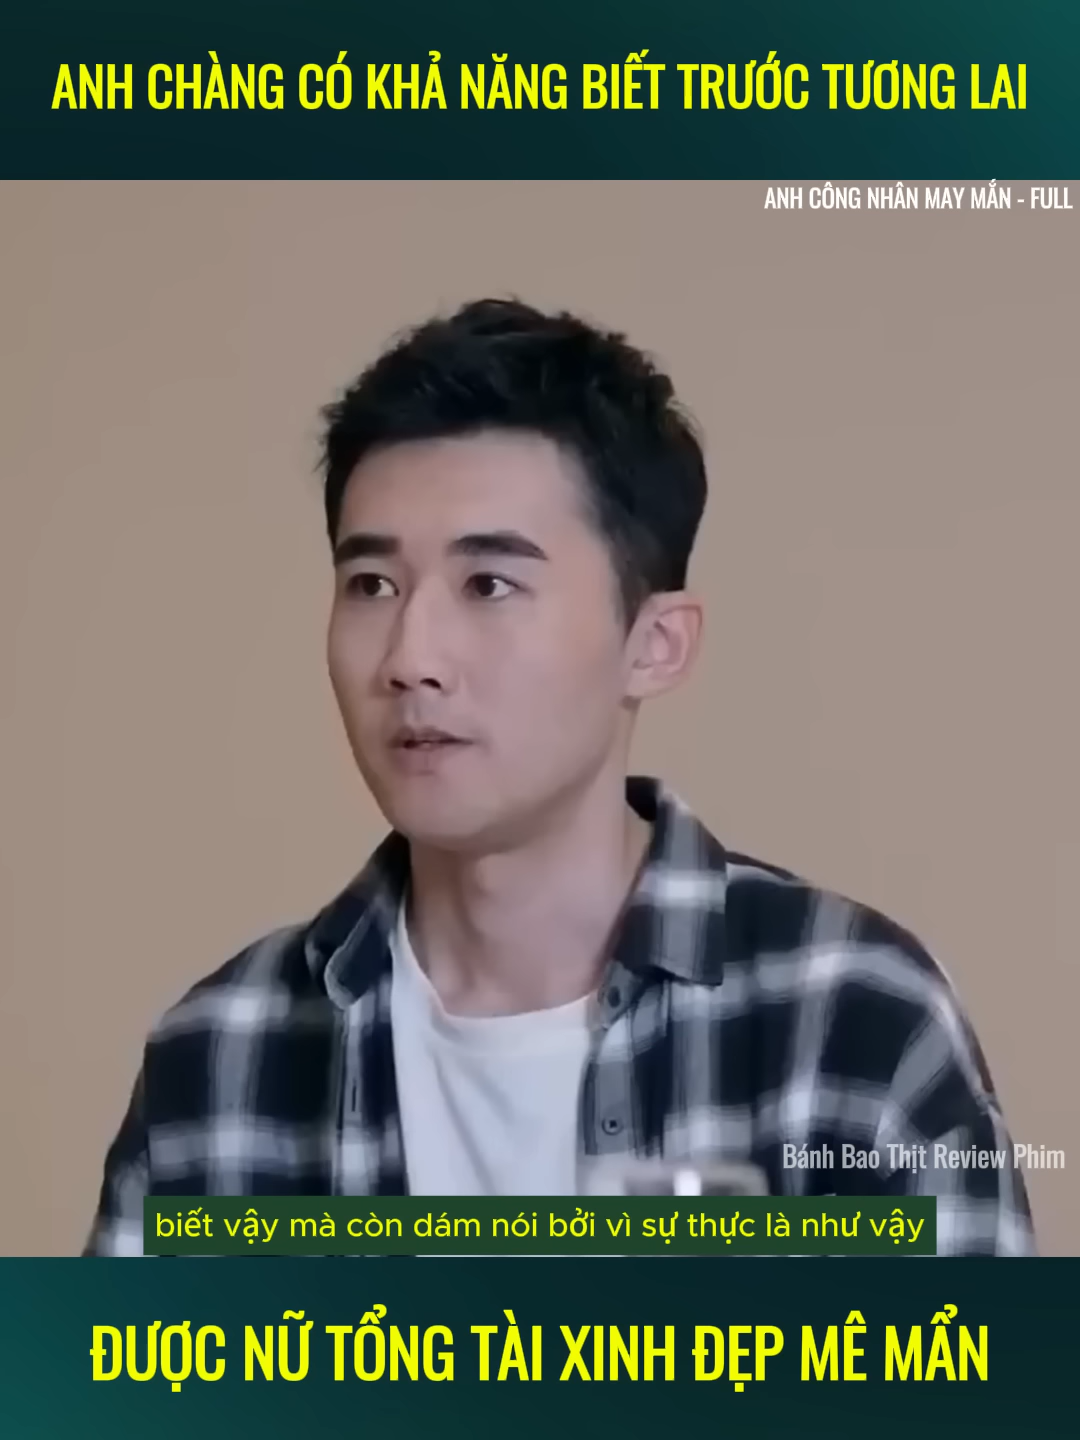 ANH CHÀNG CÓ KHẢ NĂNG BIẾT TRƯỚC TƯƠNG LAI
ANH CÔNG NHÂN MAY MẮN - FULL
Bánh Bao Thịt Review Phim
biết vậy mà còn dám nói bởi vì sự thực là như vậy
ĐƯỢC NỮ TỔNG TÀI XINH ĐẸP MÊ MẨN